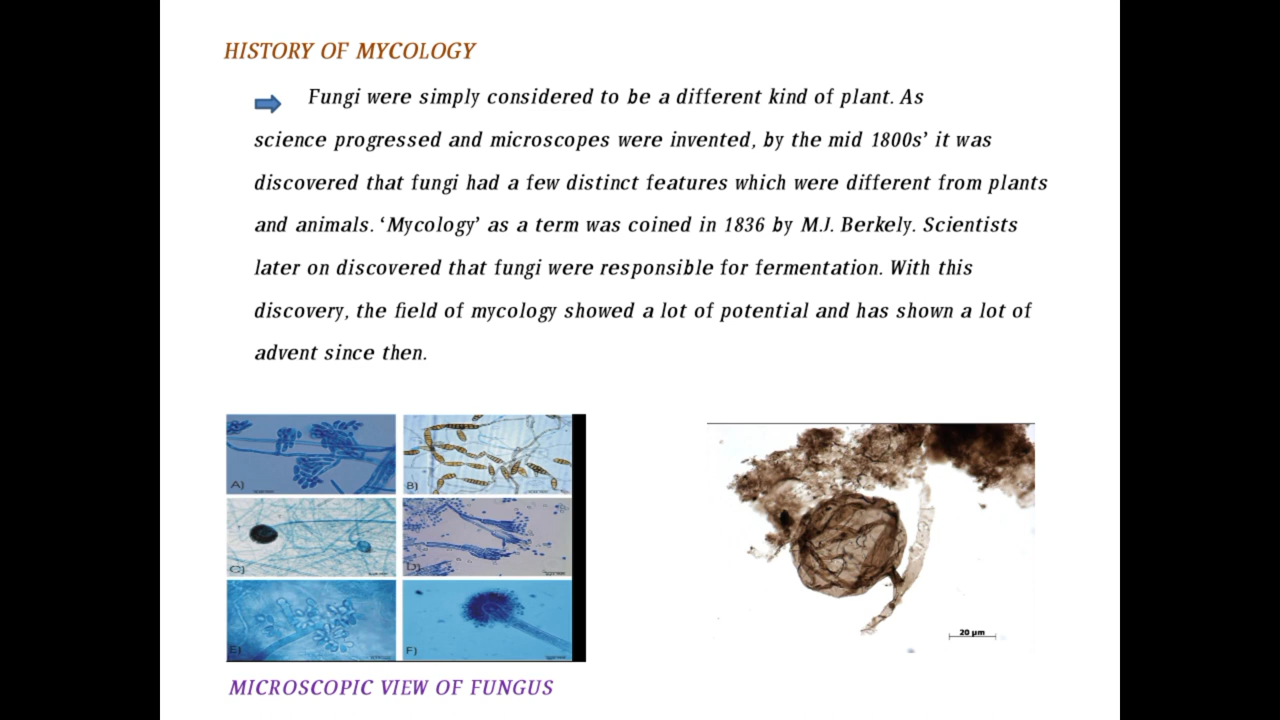 HISTORY OF MYCOLOGY
Fungi were simply considered to be a different kind of plant. As
science progressed and microscopes were invented, by the mid 1800s’ it was
discovered that fungi had a few distinct features which were different from plants
and animals. ‘Mycology’ as a term was coined in 1836 by M.J. Berkely. Scientists
later on discovered that fungi were responsible for fermentation. With this
discovery, the field of mycology showed a lot of potential and has shown a lot of
advent since then.
A)
B)
C)
D)
E)
F)
20 µm
MICROSCOPIC VIEW OF FUNGUS